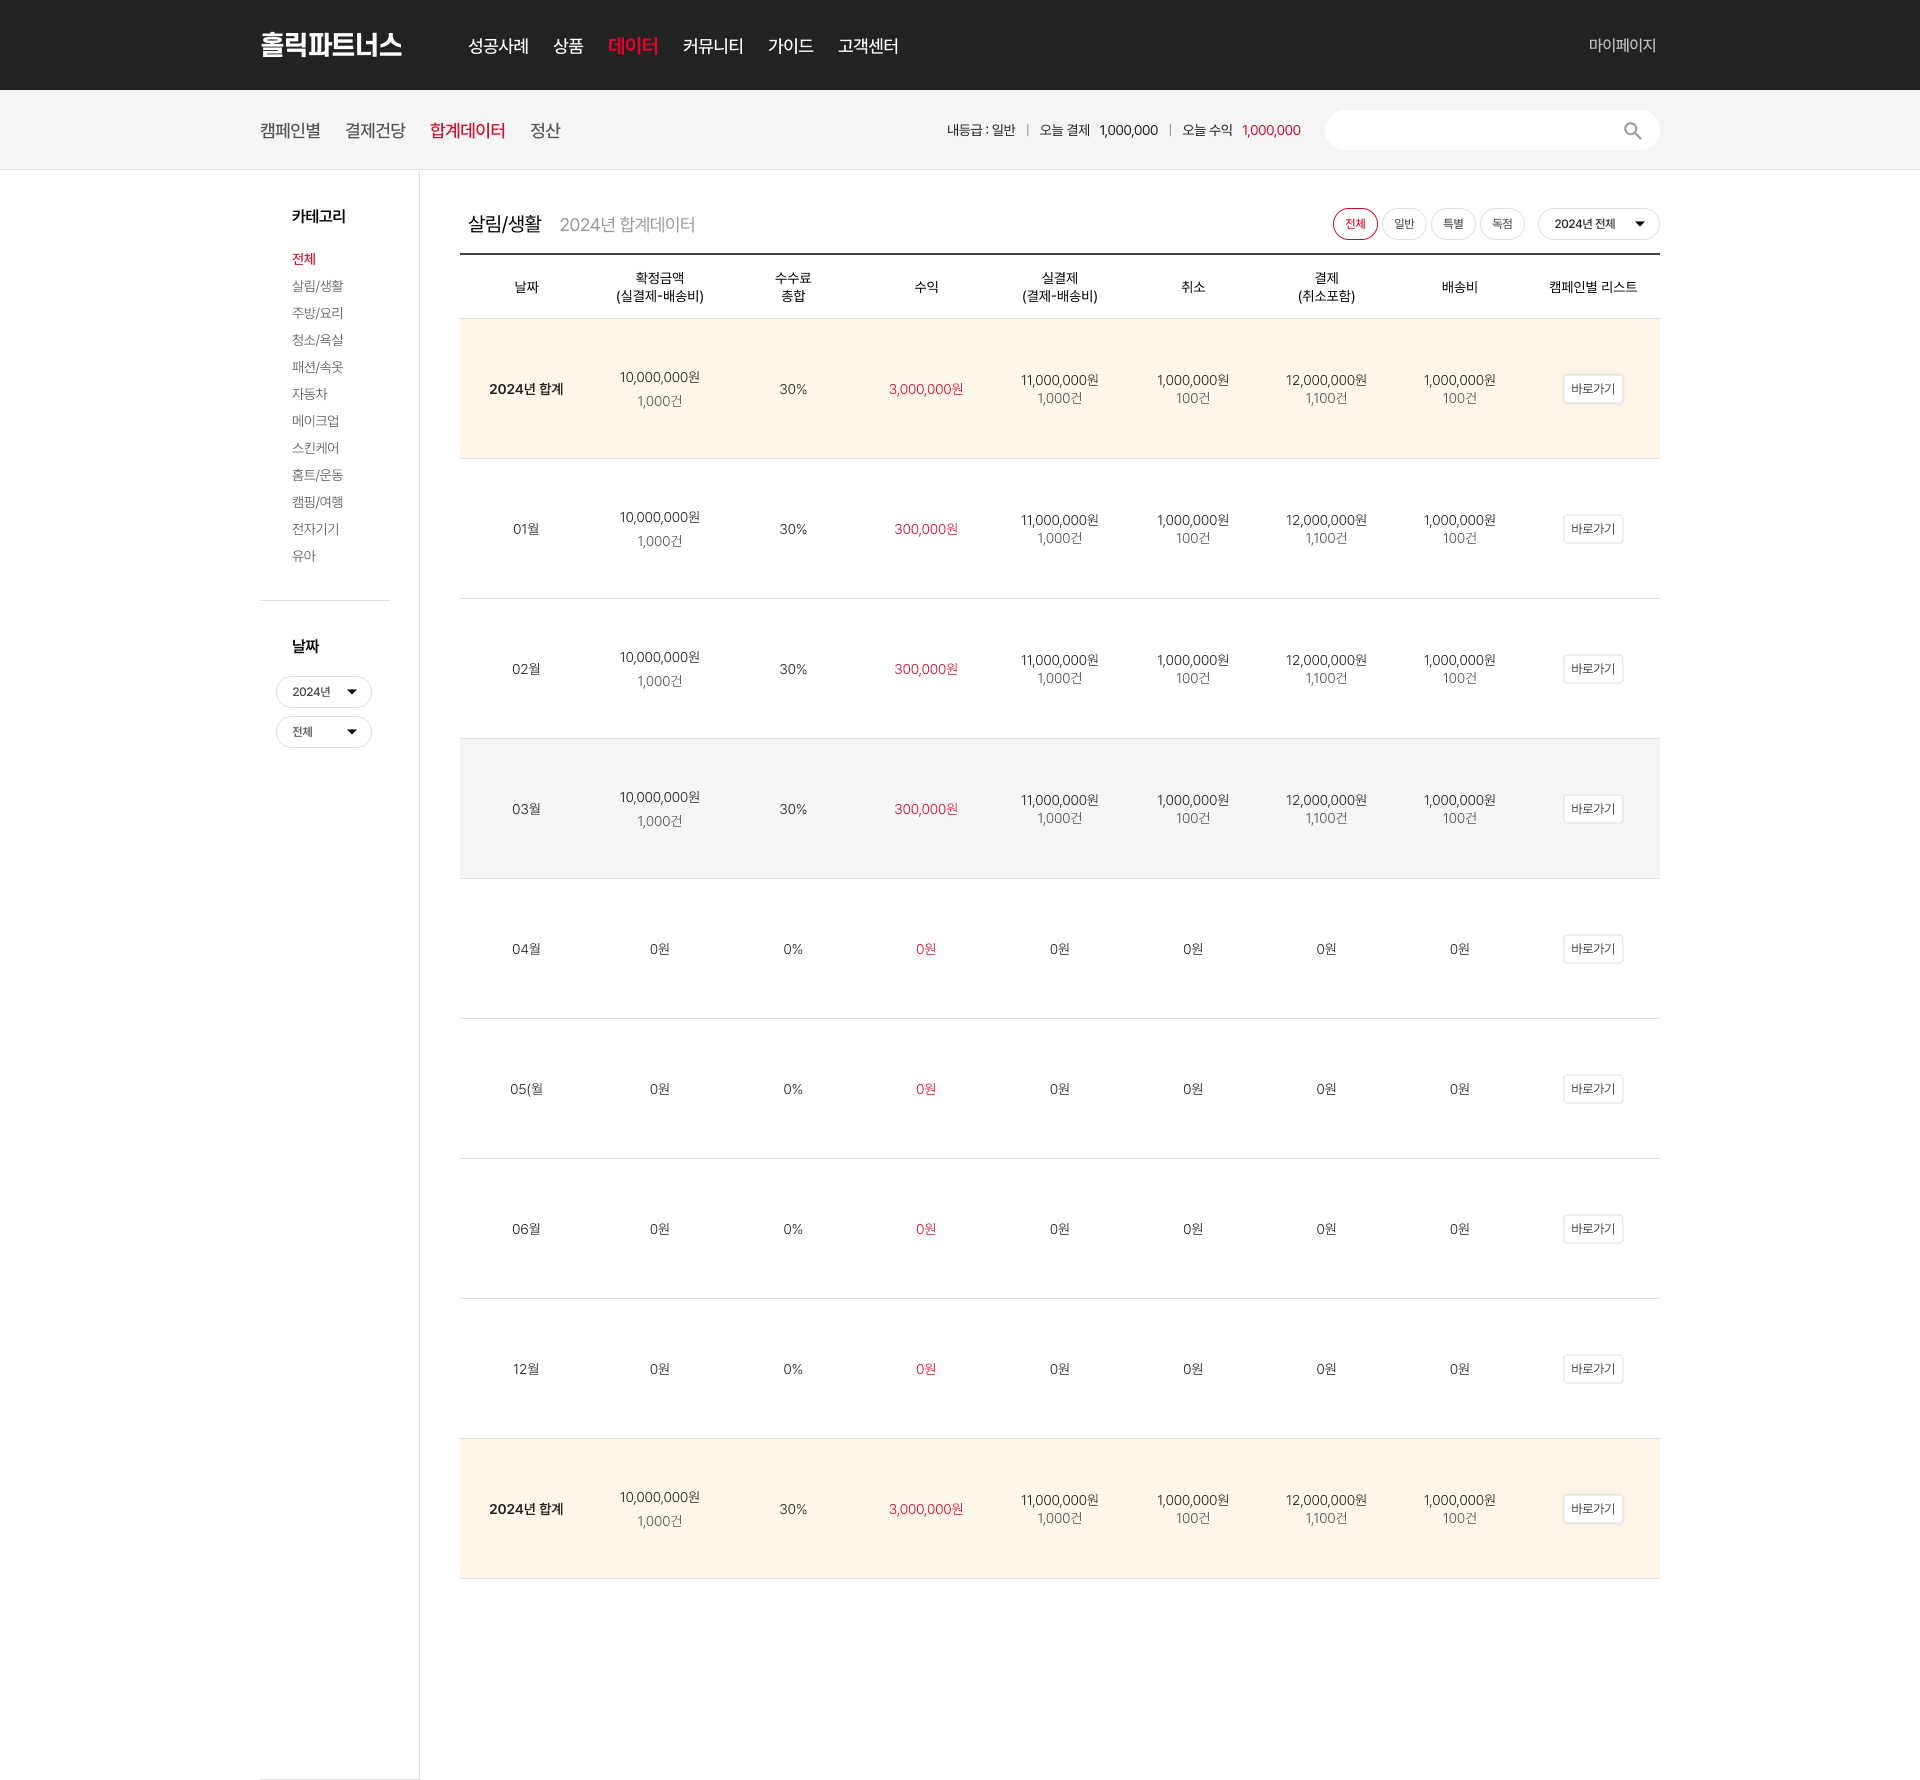 홀릭파트너스 성공사례 상품 데이터 커뮤니티 가이드 고객센터 마이페이지
캠페인별 결제건당 합계데이터 정산 내등급 : 일반 | 오늘 결제 1,000,000 | 오늘 수익 1,000,000
카테고리
전체
살림/생활
주방/요리
청소/욕실
패션/속옷
자동차
메이크업
스킨케어
홈트/운동
캠핑/여행
전자기기
유아
날짜
2024년
전체
살림/생활 2024년 합계데이터 전체 일반 특별 독점 2024년 전체
날짜 확정금액 (실결제-배송비) 수수료 총합 수익 실결제 (결제-배송비) 취소 결제 (취소포함) 배송비 캠페인별 리스트
2024년 합계 10,000,000원 1,000건 30% 3,000,000원 11,000,000원 1,000건 1,000,000원 100건 12,000,000원 1,100건 1,000,000원 100건 바로가기
01월 10,000,000원 1,000건 30% 300,000원 11,000,000원 1,000건 1,000,000원 100건 12,000,000원 1,100건 1,000,000원 100건 바로가기
02월 10,000,000원 1,000건 30% 300,000원 11,000,000원 1,000건 1,000,000원 100건 12,000,000원 1,100건 1,000,000원 100건 바로가기
03월 10,000,000원 1,000건 30% 300,000원 11,000,000원 1,000건 1,000,000원 100건 12,000,000원 1,100건 1,000,000원 100건 바로가기
04월 0원 0% 0원 0원 0원 0원 0원 바로가기
05(월 0원 0% 0원 0원 0원 0원 0원 바로가기
06월 0원 0% 0원 0원 0원 0원 0원 바로가기
12월 0원 0% 0원 0원 0원 0원 0원 바로가기
2024년 합계 10,000,000원 1,000건 30% 3,000,000원 11,000,000원 1,000건 1,000,000원 100건 12,000,000원 1,100건 1,000,000원 100건 바로가기